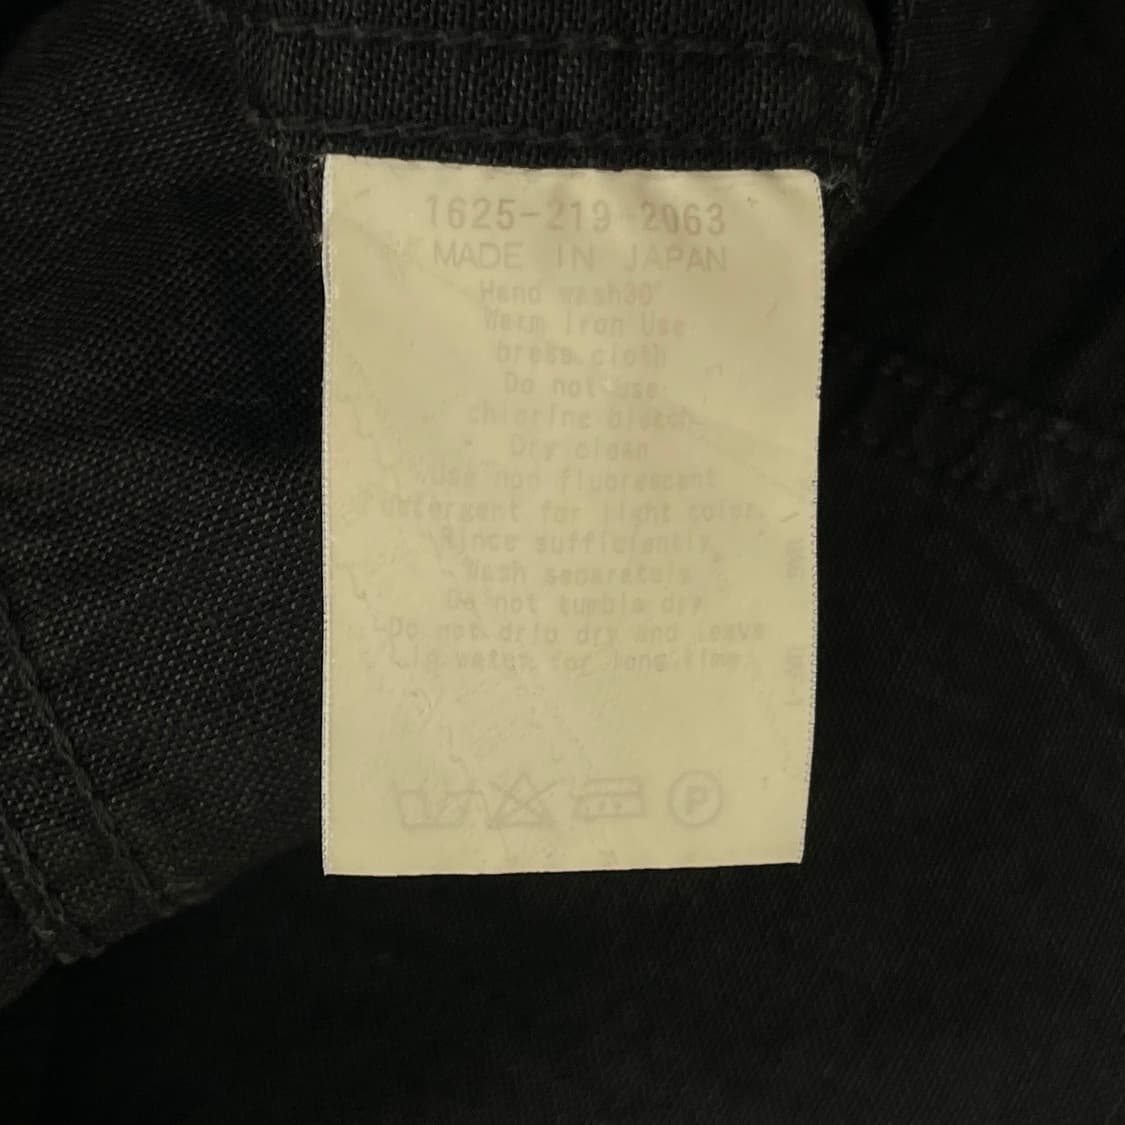 1625-219 2063
MADE IN JAPAN
Hand wash30°
Warm Iron Use
press cloth
Do not use
chlorine bleach
Dry clean
Use non fluorescent
detergent for light color.
Rince sufficiently
Wash separately
Do not tumble dry
Do not drip dry and leave
in water for long time
P